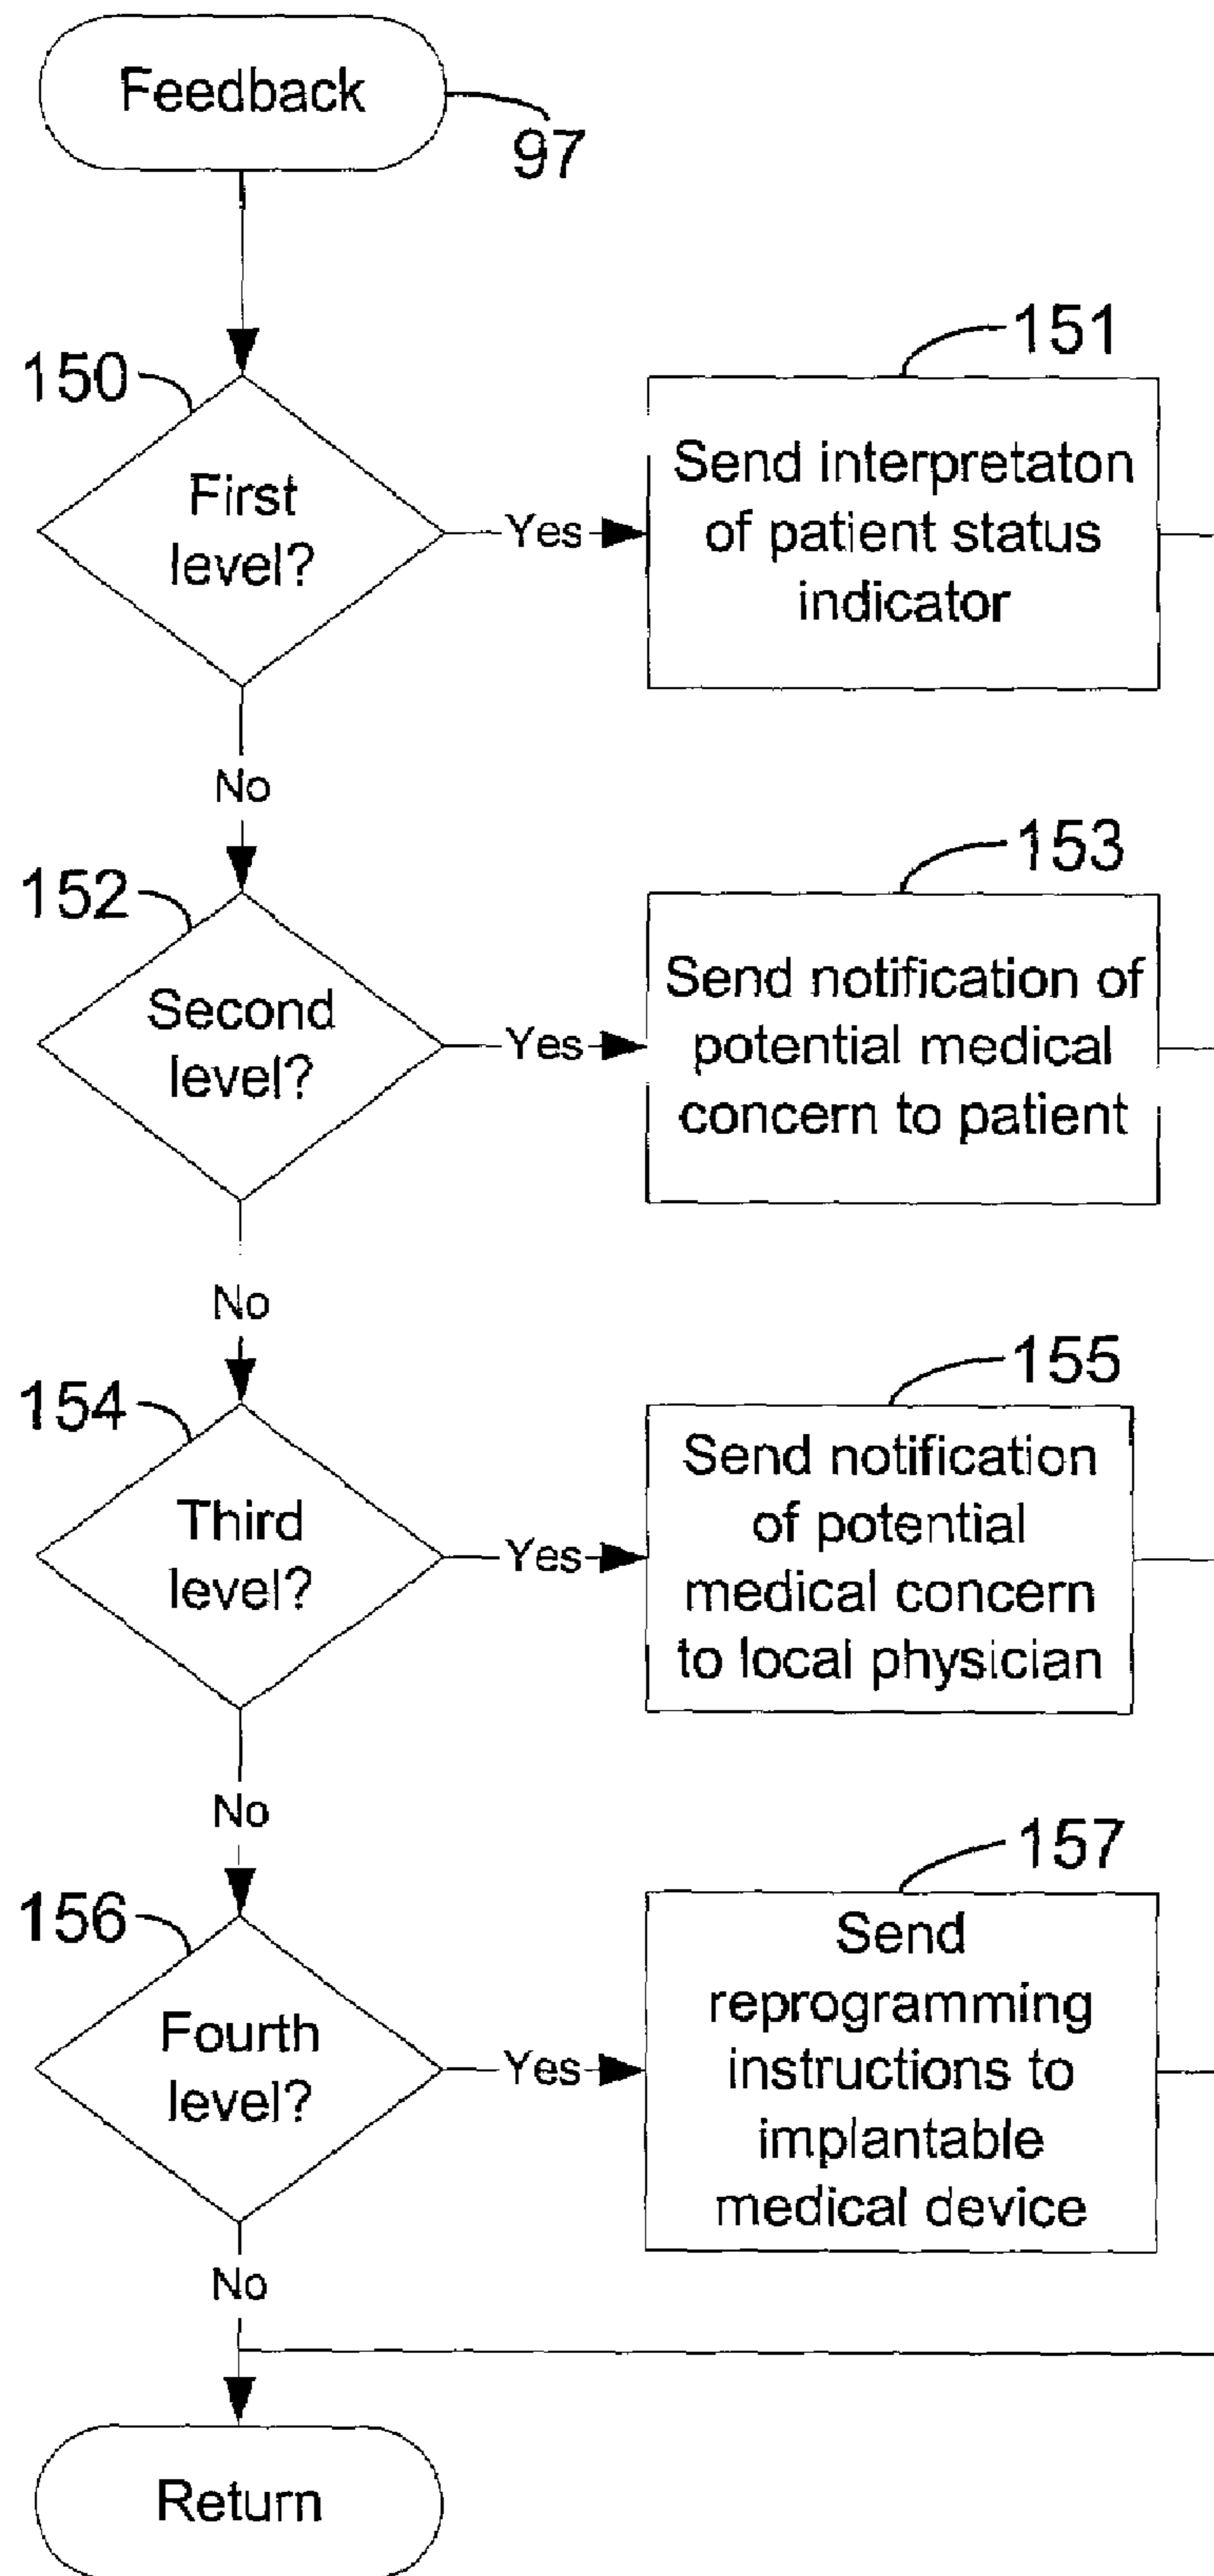 Feedback
97
150
First
level?
Yes
151
Send interpretaton
of patient status
indicator
No
152
Second
level?
Yes
153
Send notification of
potential medical
concern to patient
No
154
Third
level?
Yes
155
Send notification
of potential
medical concern
to local physician
No
156
Fourth
level?
Yes
157
Send
reprogramming
instructions to
implantable
medical device
No
Return